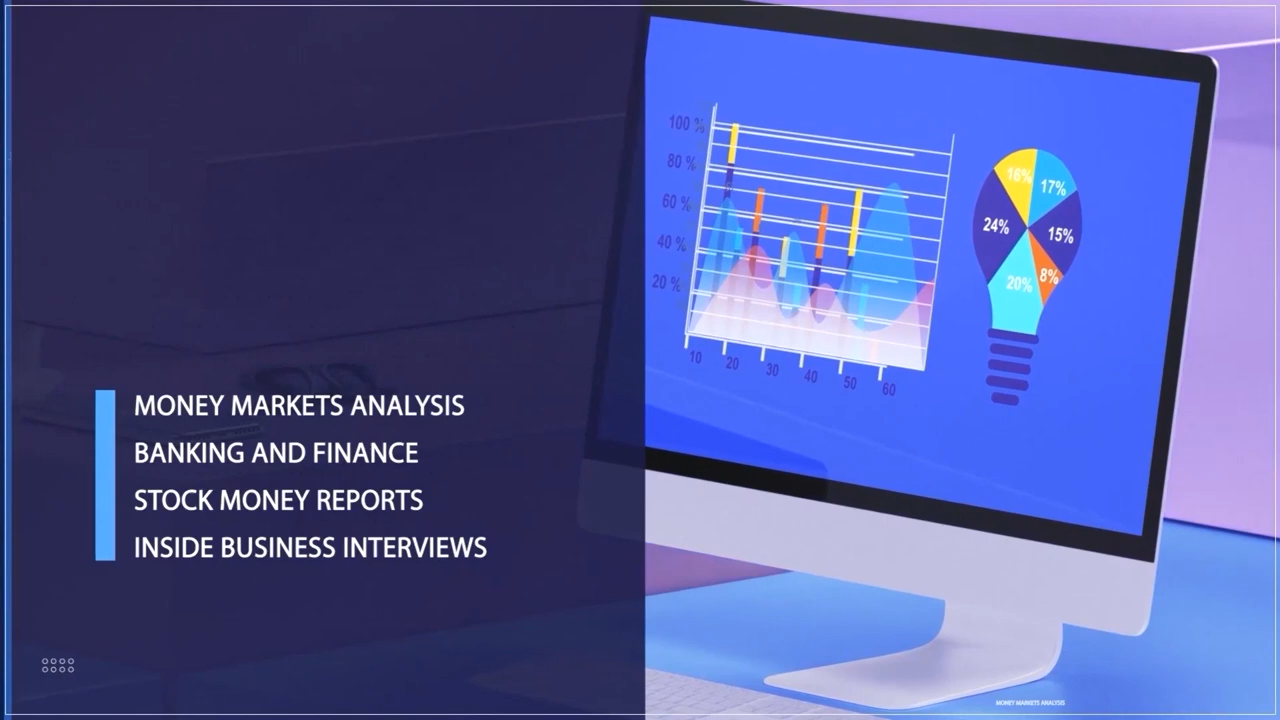 MONEY MARKETS ANALYSIS
BANKING AND FINANCE
STOCK MONEY REPORTS
INSIDE BUSINESS INTERVIEWS
100 %
80 %
60 %
40 %
20 %
10 20 30 40 50 60
16% 17%
24% 15%
20% 8%
MONEY MARKETS ANALYSIS